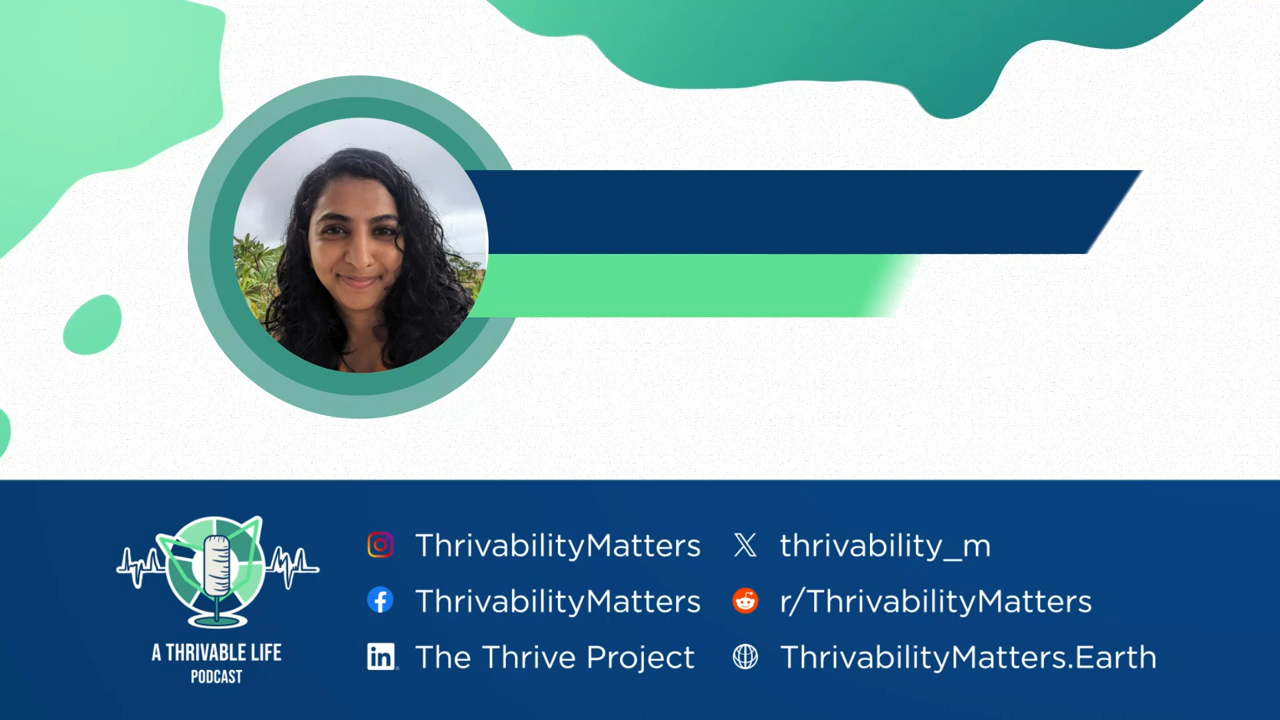 ThrivabilityMatters
thrivability_m
ThrivabilityMatters
r/ThrivabilityMatters
The Thrive Project
ThrivabilityMatters.Earth
A THRIVABLE LIFE
PODCAST